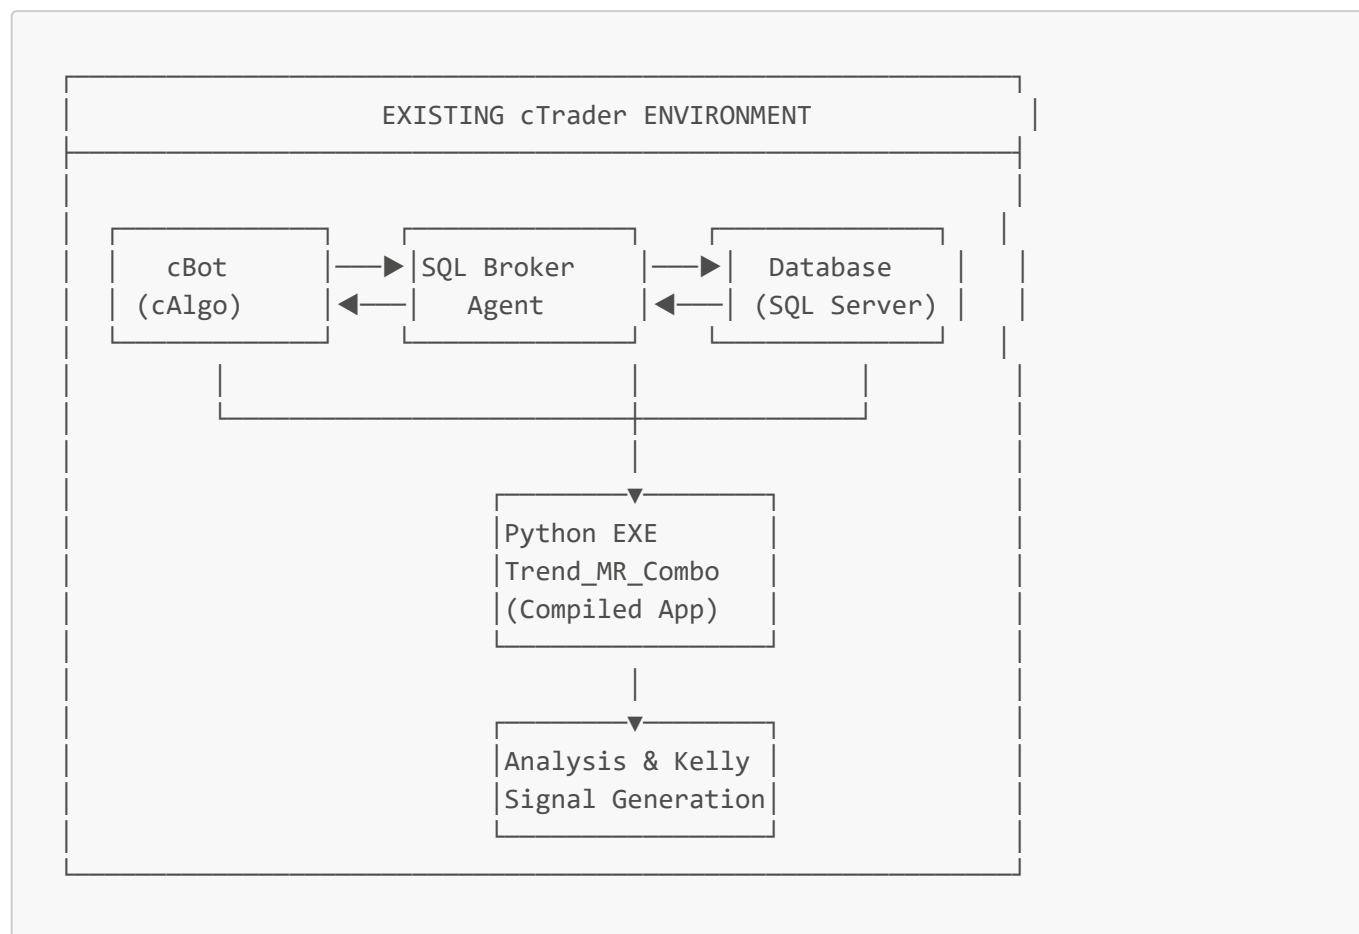 EXISTING cTrader ENVIRONMENT
cBot SQL Broker Database
(cAlgo) Agent (SQL Server)
Python EXE
Trend_MR_Combo
(Compiled App)
Analysis & Kelly
Signal Generation